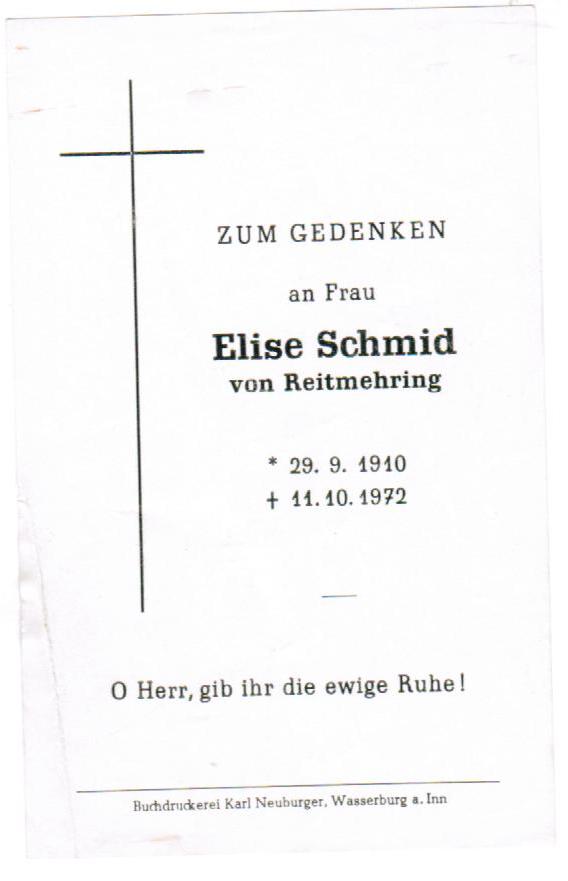 ZUM GEDENKEN
an Frau
Elise Schmid
von Reitmehring
* 29. 9. 1910
† 11. 10. 1972
O Herr, gib ihr die ewige Ruhe!
Buchdruckerei Karl Neuburger, Wasserburg a. Inn